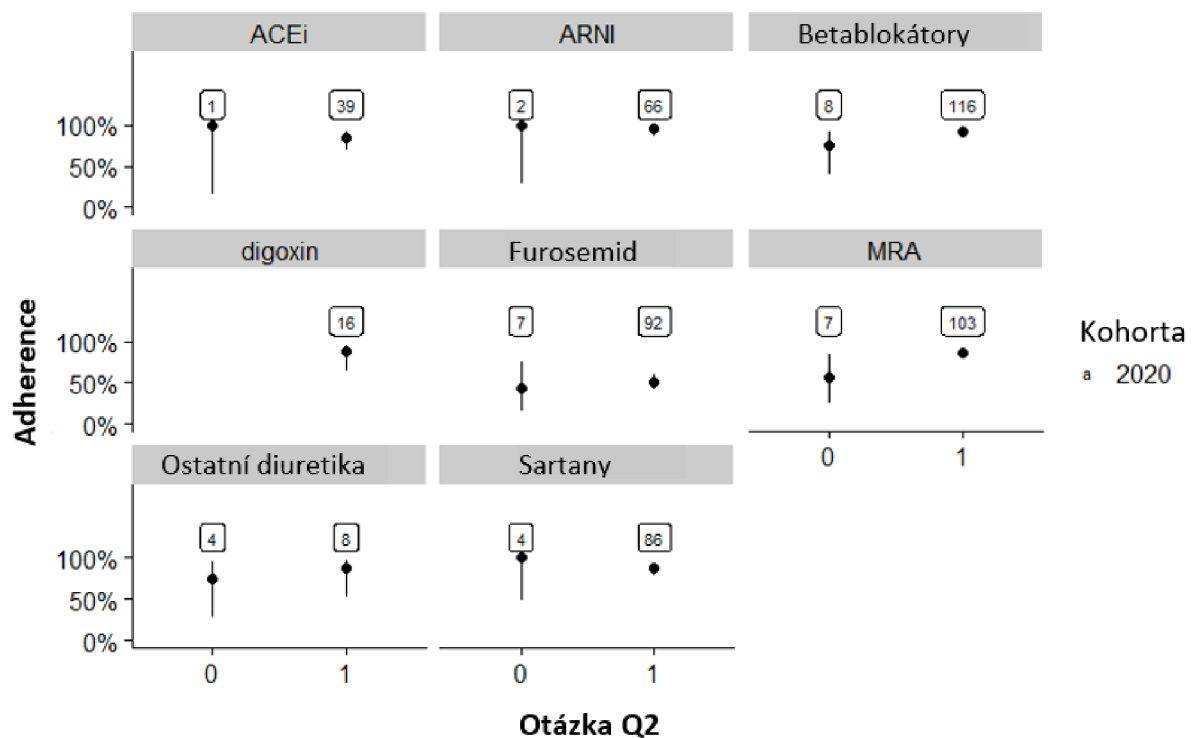 ACEi
ARNI
Betablokátory
1
39
2
66
8
116
100%
50%
0%
digoxin
Furosemid
MRA
16
7
92
7
103
100%
50%
0%
0
1
Ostatní diuretika
Sartany
4
8
4
86
100%
50%
0%
0
1
0
1
Adherence
Otázka Q2
Kohorta
a 2020